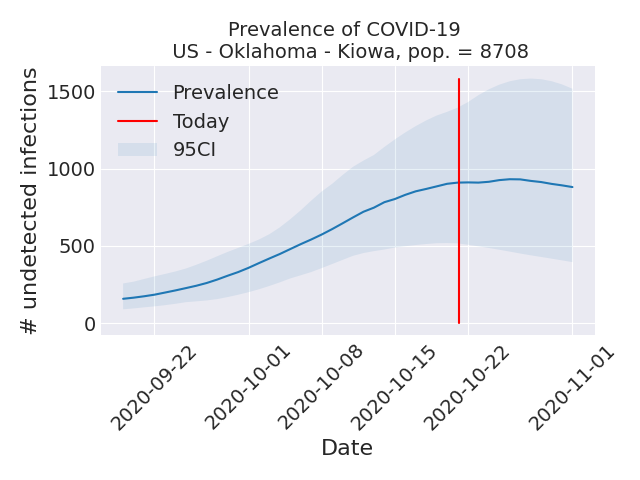 Prevalence of COVID-19
US - Oklahoma - Kiowa, pop. = 8708
# undetected infections
1500
1000
500
0
Prevalence
Today
95CI
2020-09-22
2020-10-01
2020-10-08
2020-10-15
2020-10-22
2020-11-01
Date